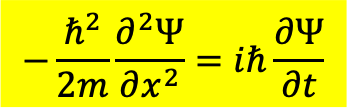 −ħ²/2m ∂²Ψ/∂x² = iħ ∂Ψ/∂t